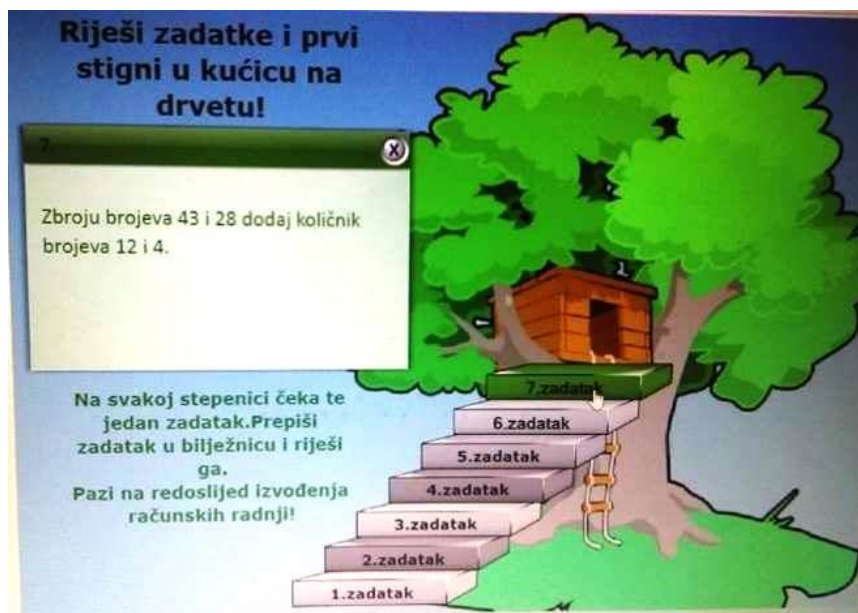 Riješi zadatke i prvi
stigni u kućicu na
drvetu!
7.
X
Zbroju brojeva 43 i 28 dodaj količnik
brojeva 12 i 4.
1
7.zadatak
6.zadatak
5.zadatak
4.zadatak
3.zadatak
2.zadatak
1.zadatak
Na svakoj stepenici čeka te
jedan zadatak.Prepiši
zadatak u bilježnicu i riješi
ga.
Pazi na redoslijed izvođenja
računskih radnji!